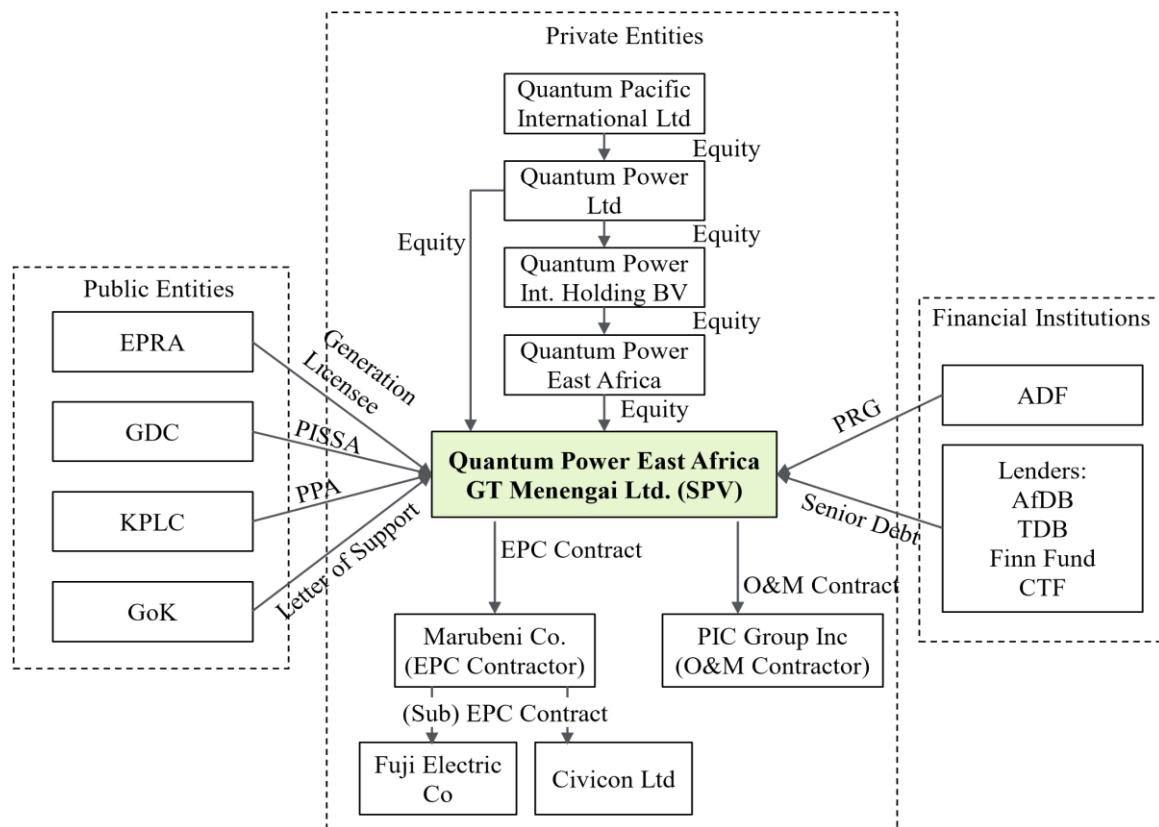 Private Entities
Quantum Pacific
International Ltd
Equity
Quantum Power
Ltd
Equity
Equity
Quantum Power
Int. Holding BV
Equity
Quantum Power
East Africa
Equity
Public Entities
EPRA
GDC
KPLC
GoK
Generation
Licensee
PISSA
PPA
Letter of Support
Quantum Power East Africa
GT Menengai Ltd. (SPV)
Financial Institutions
ADF
Lenders:
AfDB
TDB
Finn Fund
CTF
PRG
Senior Debt
EPC Contract
O&M Contract
Marubeni Co.
(EPC Contractor)
PIC Group Inc
(O&M Contractor)
(Sub) EPC Contract
Fuji Electric
Co
Civicon Ltd